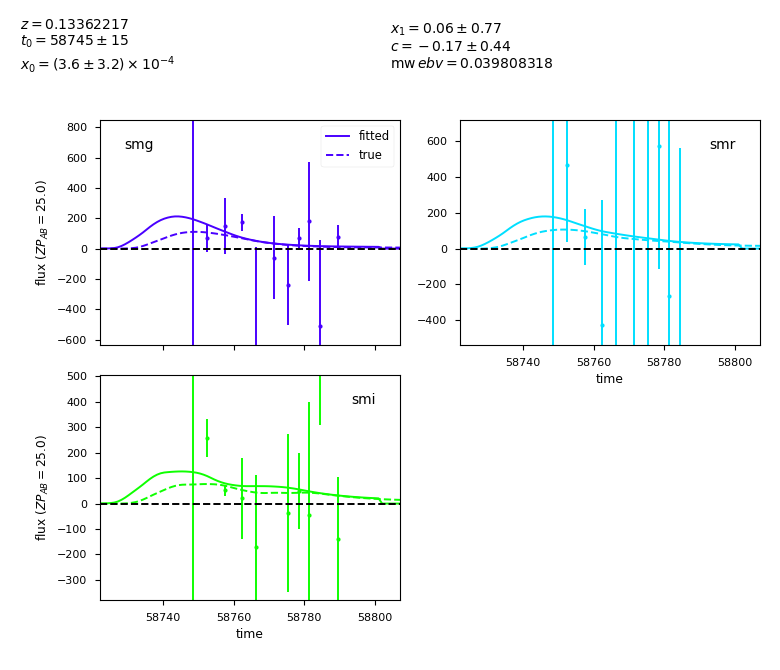 z = 0.13362217
t₀ = 58745 ± 15
x₀ = (3.6 ± 3.2) × 10⁻⁴
x₁ = 0.06 ± 0.77
c = −0.17 ± 0.44
mw ebv = 0.039808318
smg
fitted
true
800
600
400
200
0
−200
−400
−600
flux (ZP_AB = 25.0)
smr
600
400
200
0
−200
−400
58740 58760 58780 58800
time
smi
500
400
300
200
100
0
−100
−200
−300
flux (ZP_AB = 25.0)
58740 58760 58780 58800
time